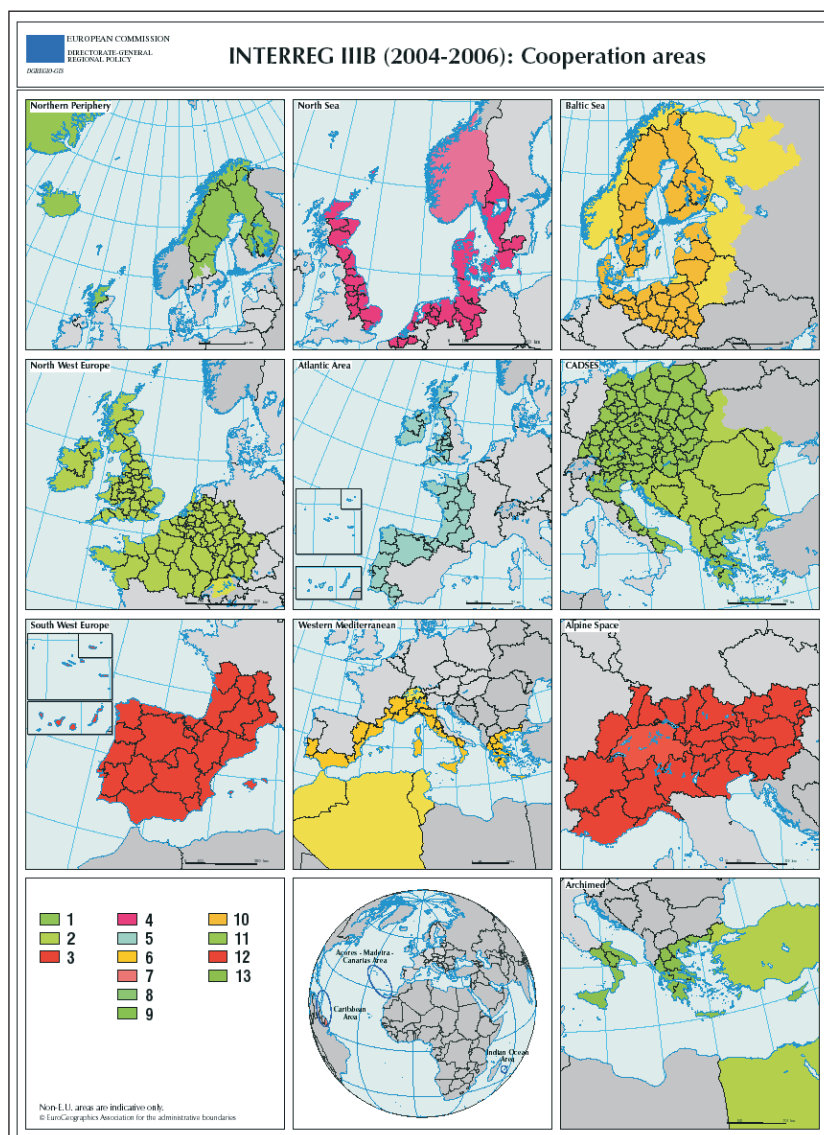 EUROPEAN COMMISSION
DIRECTORATE-GENERAL
REGIONAL POLICY
DGREGIO-GIS
INTERREG IIIB (2004-2006): Cooperation areas
Northern Periphery
North Sea
Baltic Sea
North West Europe
Atlantic Area
CADSES
South West Europe
Western Mediterranean
Alpine Space
1
2
3
4
5
6
7
8
9
10
11
12
13
Açores - Madeira -
Canarias Area
Caribbean
Area
Indian Ocean
Area
Archimed
Non-E.U. areas are indicative only.
© EuroGeographics Association for the administrative boundaries